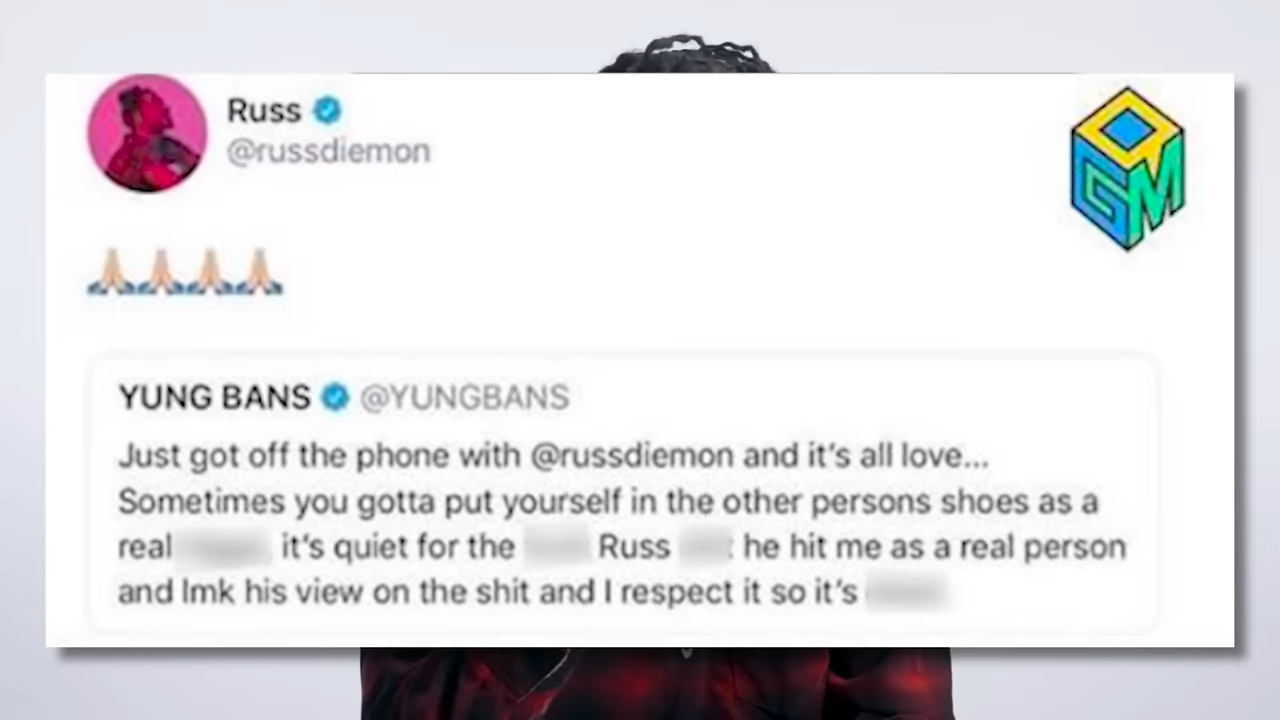 Russ
@russdiemon
OGM
🙏🏼🙏🏼🙏🏼🙏🏼
YUNG BANS @YUNGBANS
Just got off the phone with @russdiemon and it's all love...
Sometimes you gotta put yourself in the other persons shoes as a
real it's quiet for the Russ he hit me as a real person
and lmk his view on the shit and I respect it so it's